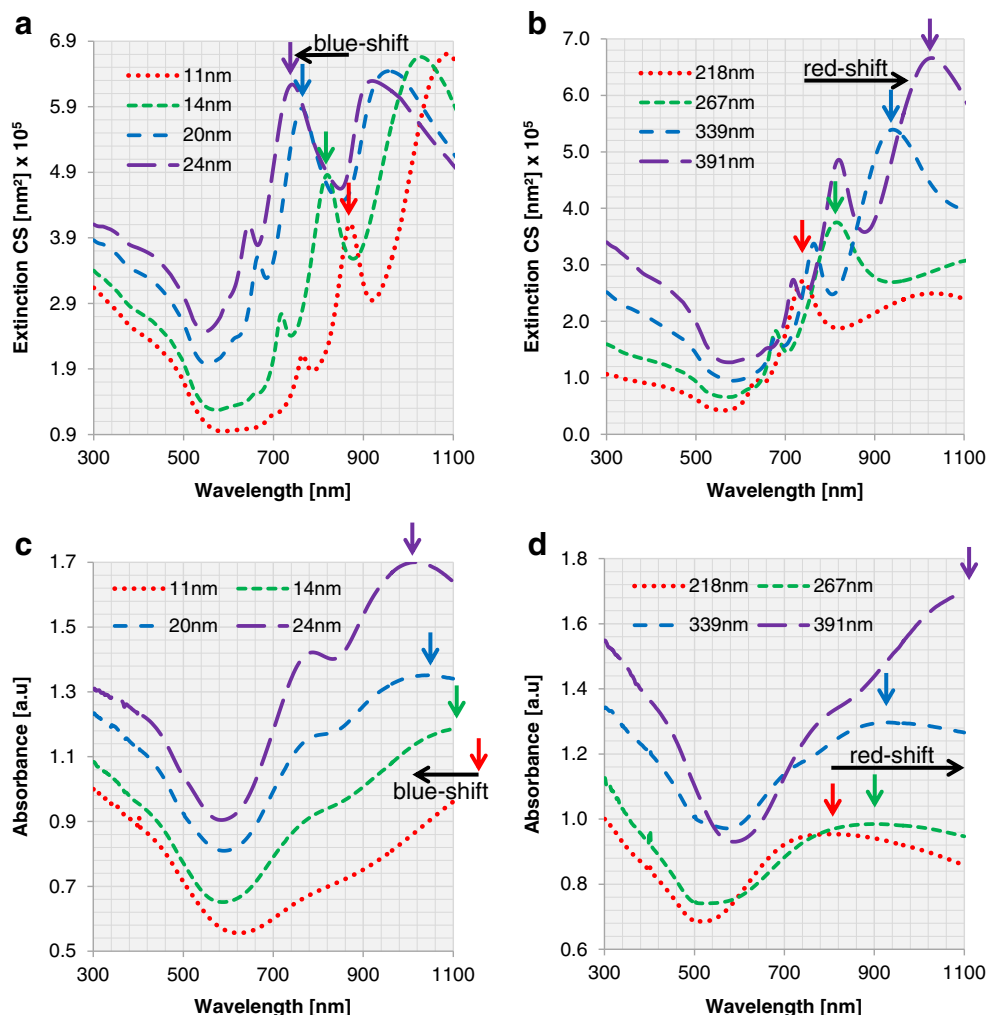 a
6.9
5.9
4.9
3.9
2.9
1.9
0.9
Extinction CS [nm²] x 10⁵
blue-shift
11nm
14nm
20nm
24nm
300 500 700 900 1100
Wavelength [nm]
b
7.0
6.0
5.0
4.0
3.0
2.0
1.0
0.0
Extinction CS [nm²] x 10⁵
red-shift
218nm
267nm
339nm
391nm
300 500 700 900 1100
Wavelength [nm]
c
1.7
1.5
1.3
1.1
0.9
0.7
0.5
Absorbance [a.u]
11nm 14nm
20nm 24nm
blue-shift
300 500 700 900 1100
Wavelength [nm]
d
1.8
1.6
1.4
1.2
1.0
0.8
0.6
Absorbance [a.u]
218nm 267nm
339nm 391nm
red-shift
300 500 700 900 1100
Wavelength [nm]